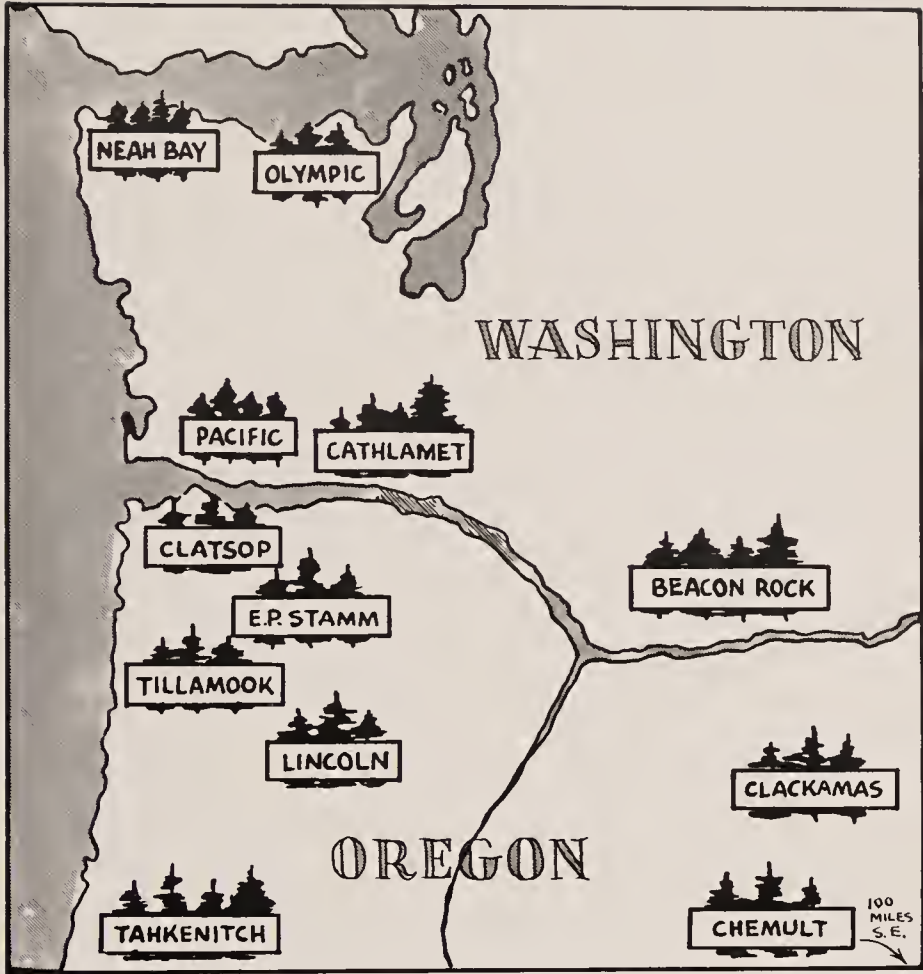 NEAH BAY
OLYMPIC
WASHINGTON
PACIFIC
CATHLAMET
CLATSOP
BEACON ROCK
E.P. STAMM
TILLAMOOK
LINCOLN
CLACKAMAS
OREGON
TAHKENITCH
CHEMULT
100
MILES
S.E.